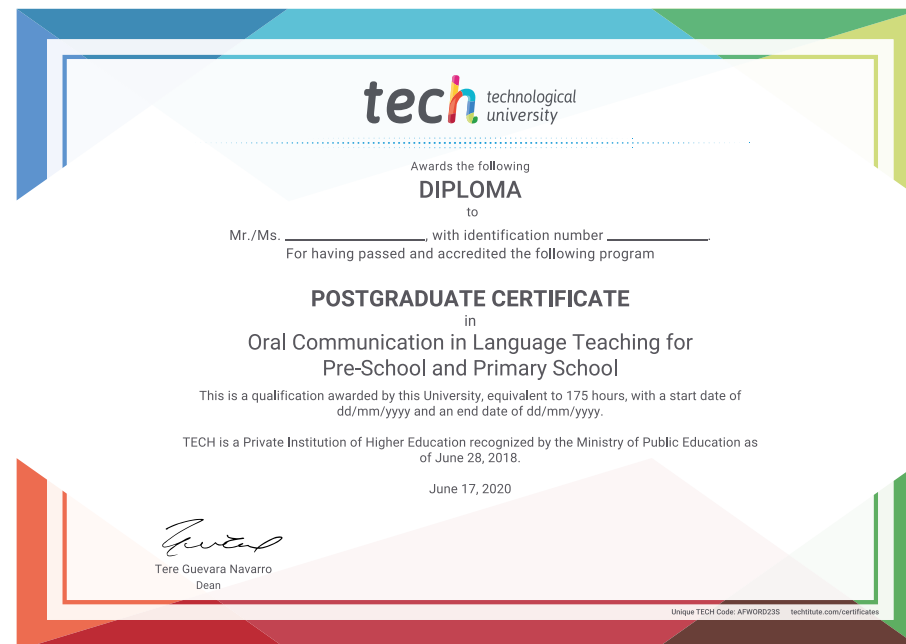 tech technological
university
Awards the following
DIPLOMA
to
Mr./Ms. ____________________, with identification number ______________.
For having passed and accredited the following program
POSTGRADUATE CERTIFICATE
in
Oral Communication in Language Teaching for
Pre-School and Primary School
This is a qualification awarded by this University, equivalent to 175 hours, with a start date of
dd/mm/yyyy and an end date of dd/mm/yyyy.
TECH is a Private Institution of Higher Education recognized by the Ministry of Public Education as
of June 28, 2018.
June 17, 2020
Tere Guevara Navarro
Dean
Unique TECH Code: AFWORD23S techtitute.com/certificates